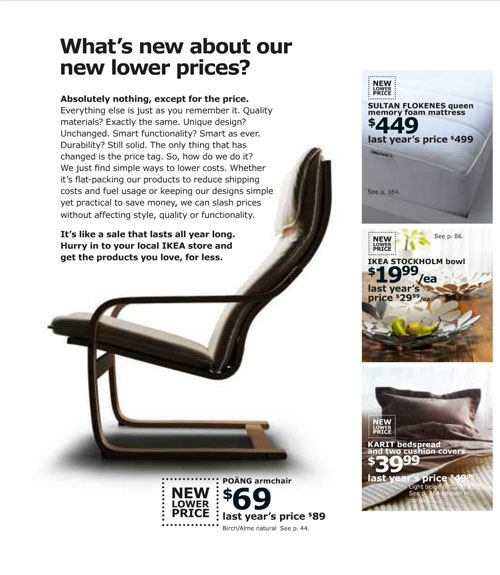 What's new about our
new lower prices?
Absolutely nothing, except for the price.
Everything else is just as you remember it. Quality
materials? Exactly the same. Unique design?
Unchanged. Smart functionality? Smart as ever.
Durability? Still solid. The only thing that has
changed is the price tag. So, how do we do it?
We just find simple ways to lower costs. Whether
it's flat-packing our products to reduce shipping
costs and fuel usage or keeping our designs simple
yet practical to save money, we can slash prices
without affecting style, quality or functionality.
It's like a sale that lasts all year long.
Hurry in to your local IKEA store and
get the products you love, for less.
NEW
LOWER
PRICE
POÄNG armchair
$69
last year's price $89
Birch/Alme natural See p. 44.
NEW
LOWER
PRICE
SULTAN FLOKENES queen
memory foam mattress
$449
last year's price $499
See p. 184.
NEW
LOWER
PRICE
See p. 86.
IKEA STOCKHOLM bowl
$1999/ea
last year's
price $2999/ea
NEW
LOWER
PRICE
KARIT bedspread
and two cushion covers
$3999
last year's price $4999
Light beige
See p.